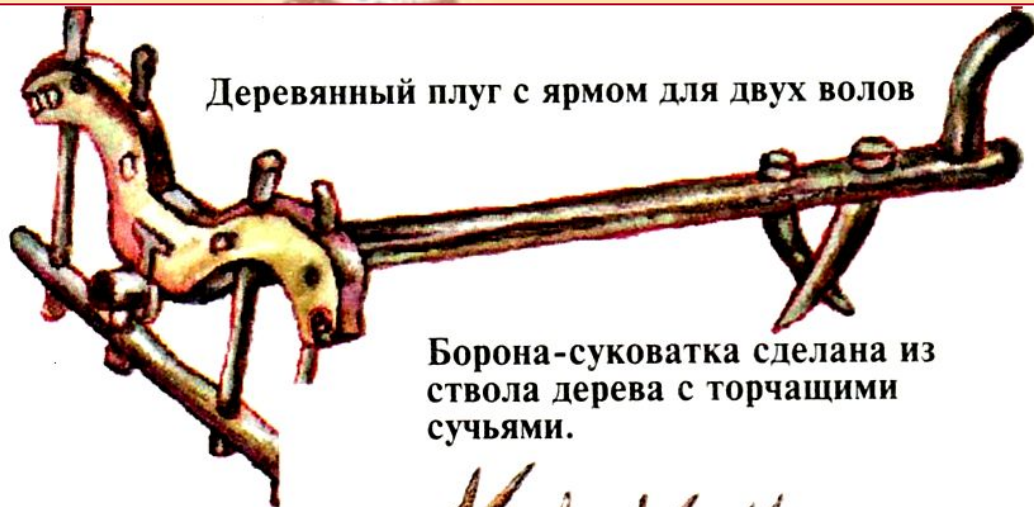 Деревянный плуг с ярмом для двух волов
Борона-суковатка сделана из
ствола дерева с торчащими
сучьями.